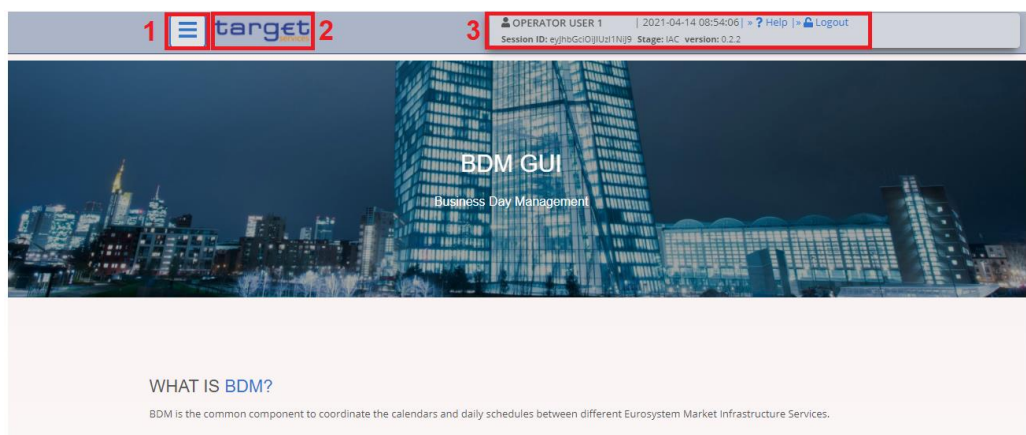 1 target services 2 3 OPERATOR USER 1 | 2021-04-14 08:54:06| » ? Help |» Logout
Session ID: eyJhbGciOiJIUzI1NiJ9 Stage: IAC version: 0.2.2
BDM GUI
Business Day Management
WHAT IS BDM?
BDM is the common component to coordinate the calendars and daily schedules between different Eurosystem Market Infrastructure Services.